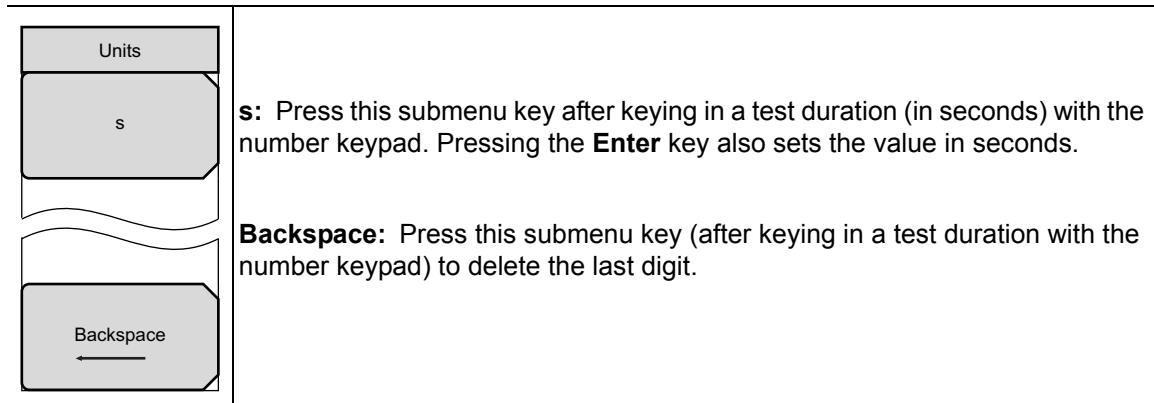 Units
s
Backspace
s: Press this submenu key after keying in a test duration (in seconds) with the
number keypad. Pressing the Enter key also sets the value in seconds.
Backspace: Press this submenu key (after keying in a test duration with the
number keypad) to delete the last digit.